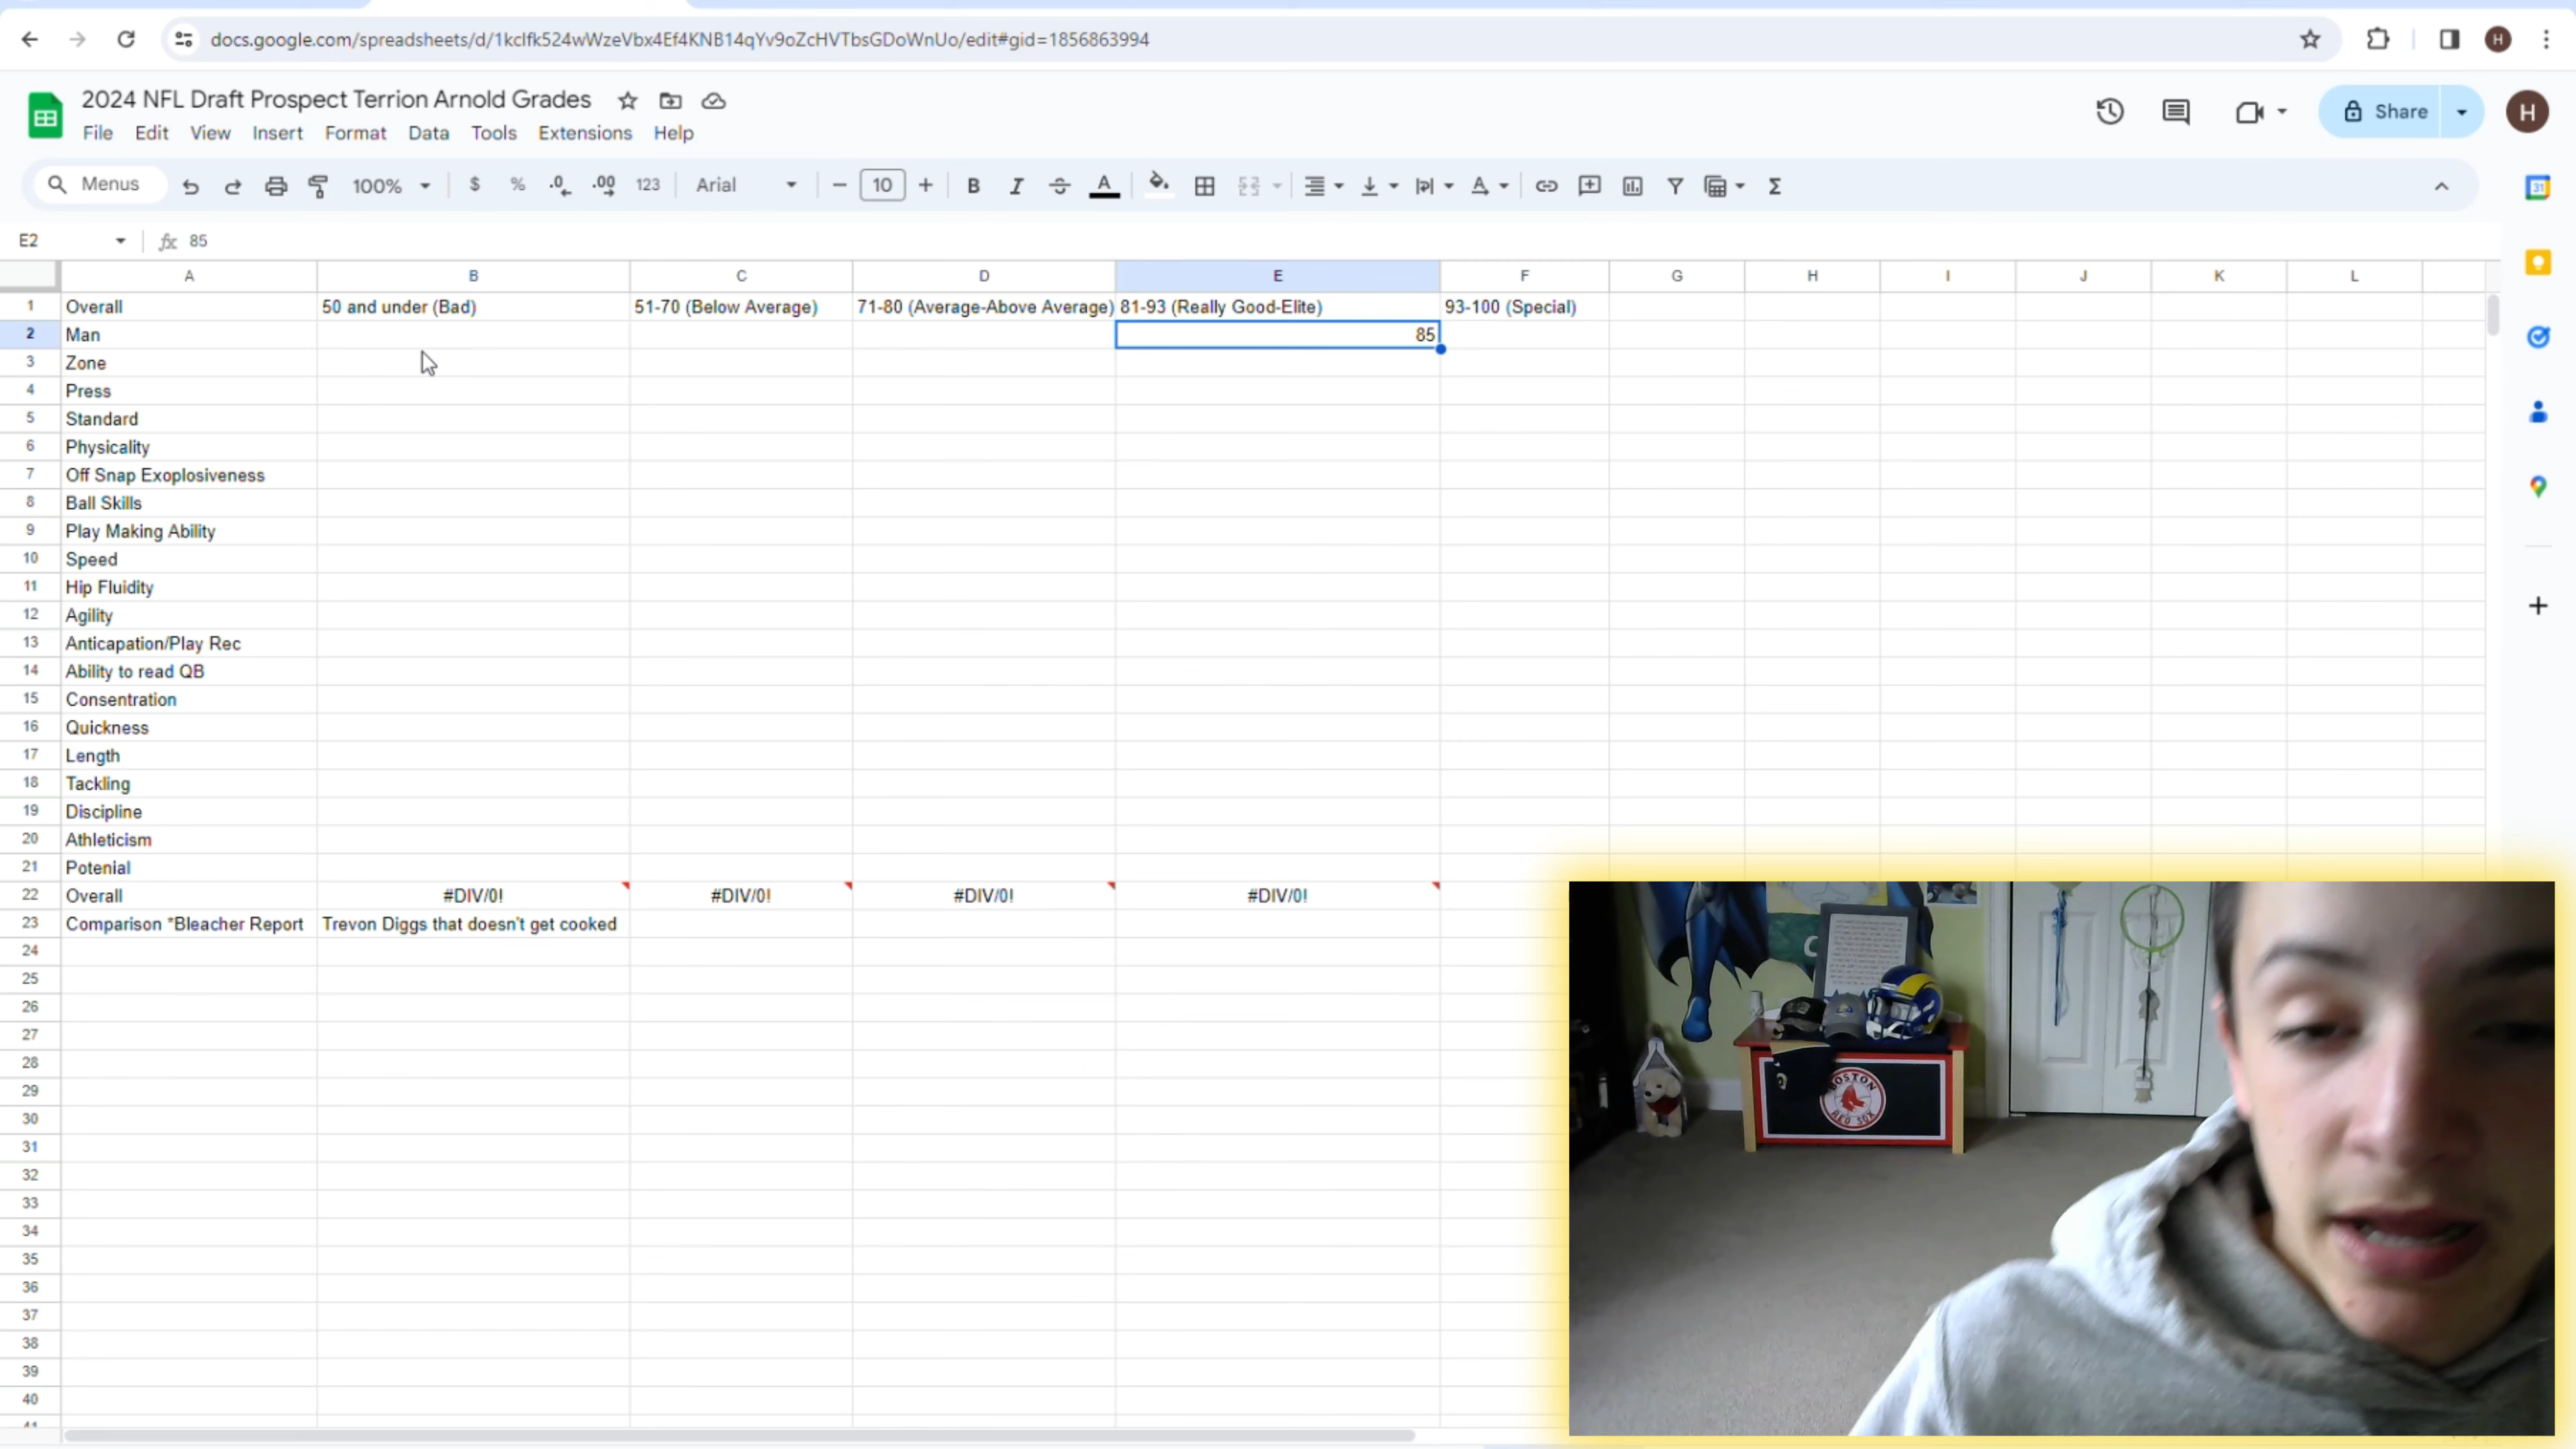 docs.google.com/spreadsheets/d/1kcIfk524wWzeVbx4Ef4KNB14qYv9oZcHVTbsGDoWnUo/edit#gid=1856863994
H
2024 NFL Draft Prospect Terrion Arnold Grades
File Edit View Insert Format Data Tools Extensions Help
Share
H
Menus 100% $ % .0 .00 123 Arial 10 B I A A Σ
31
E2 fx 85
A B C D E F G H I J K L
1 Overall 50 and under (Bad) 51-70 (Below Average) 71-80 (Average-Above Average) 81-93 (Really Good-Elite) 93-100 (Special)
2 Man 85
3 Zone
4 Press
5 Standard
6 Physicality
7 Off Snap Exoplosiveness
8 Ball Skills
9 Play Making Ability
10 Speed
11 Hip Fluidity
12 Agility
13 Anticapation/Play Rec
14 Ability to read QB
15 Consentration
16 Quickness
17 Length
18 Tackling
19 Discipline
20 Athleticism
21 Potenial
22 Overall #DIV/0! #DIV/0! #DIV/0! #DIV/0!
23 Comparison *Bleacher Report Trevon Diggs that doesn't get cooked
24
25
26
27
28
29
30
31
32
33
34
35
36
37
38
39
40
41
BOSTON
RED SOX